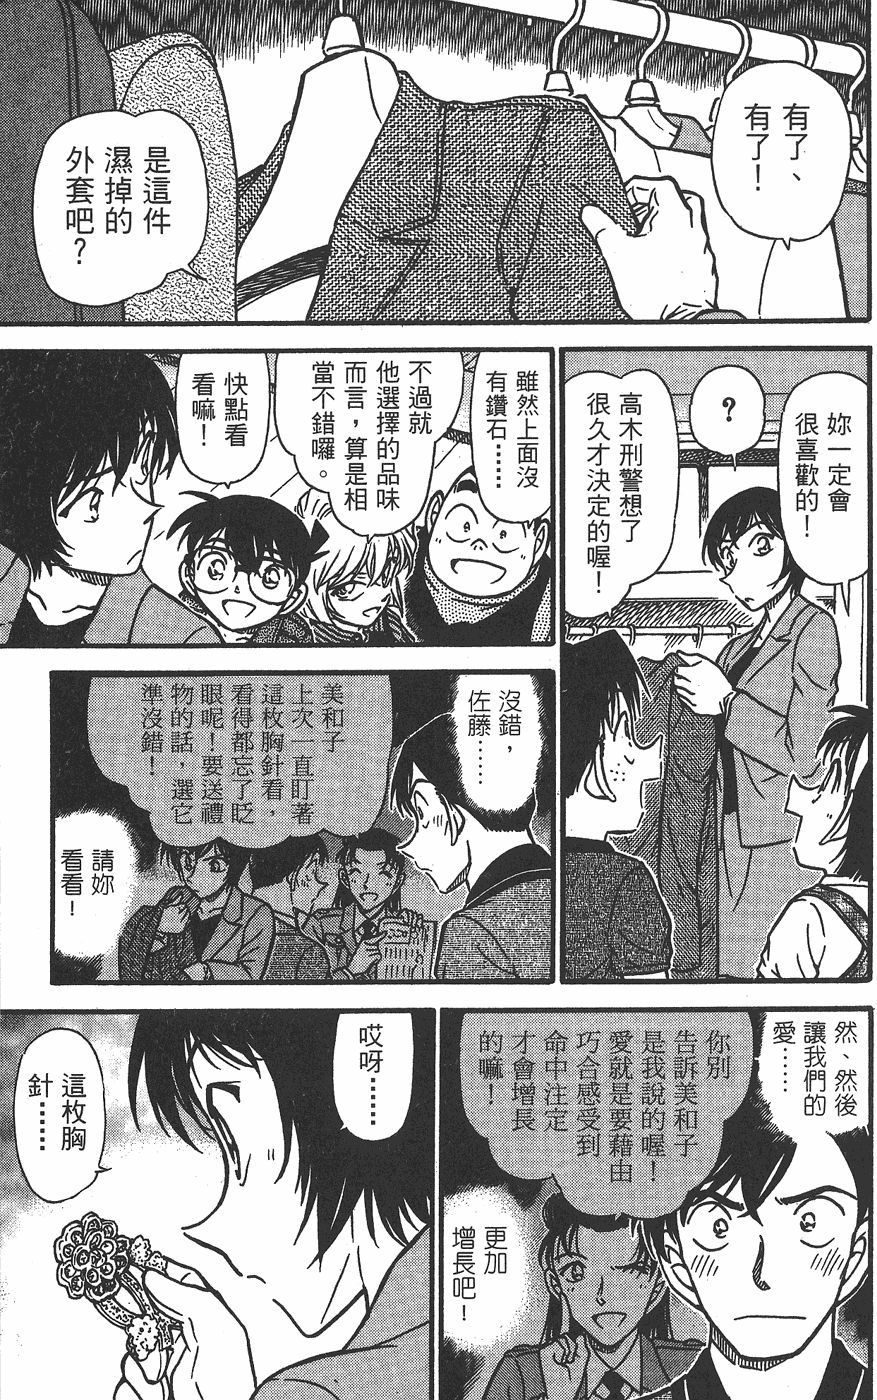 有了、
有了！
是這件
濕掉的
外套吧？
妳一定會
很喜歡的！
？
高木刑警想了
很久才決定的喔！
雖然上面沒
有鑽石……
不過就
他選擇的品味
而言，算是相
當不錯囉。
快點看
看嘛！
沒錯，
佐藤……
美和子
上次一直盯著
這枚胸針看，
看得都忘了眨
眼呢！要送禮
物的話，選它
準沒錯！
請妳
看看！
然、然後
讓我們的
愛……
你別
告訴美和子
是我說的喔！
愛就是要藉由
巧合感受到
命中注定
才會增長
的嘛！
更加
增長吧！
哎呀……
這枚胸
針……